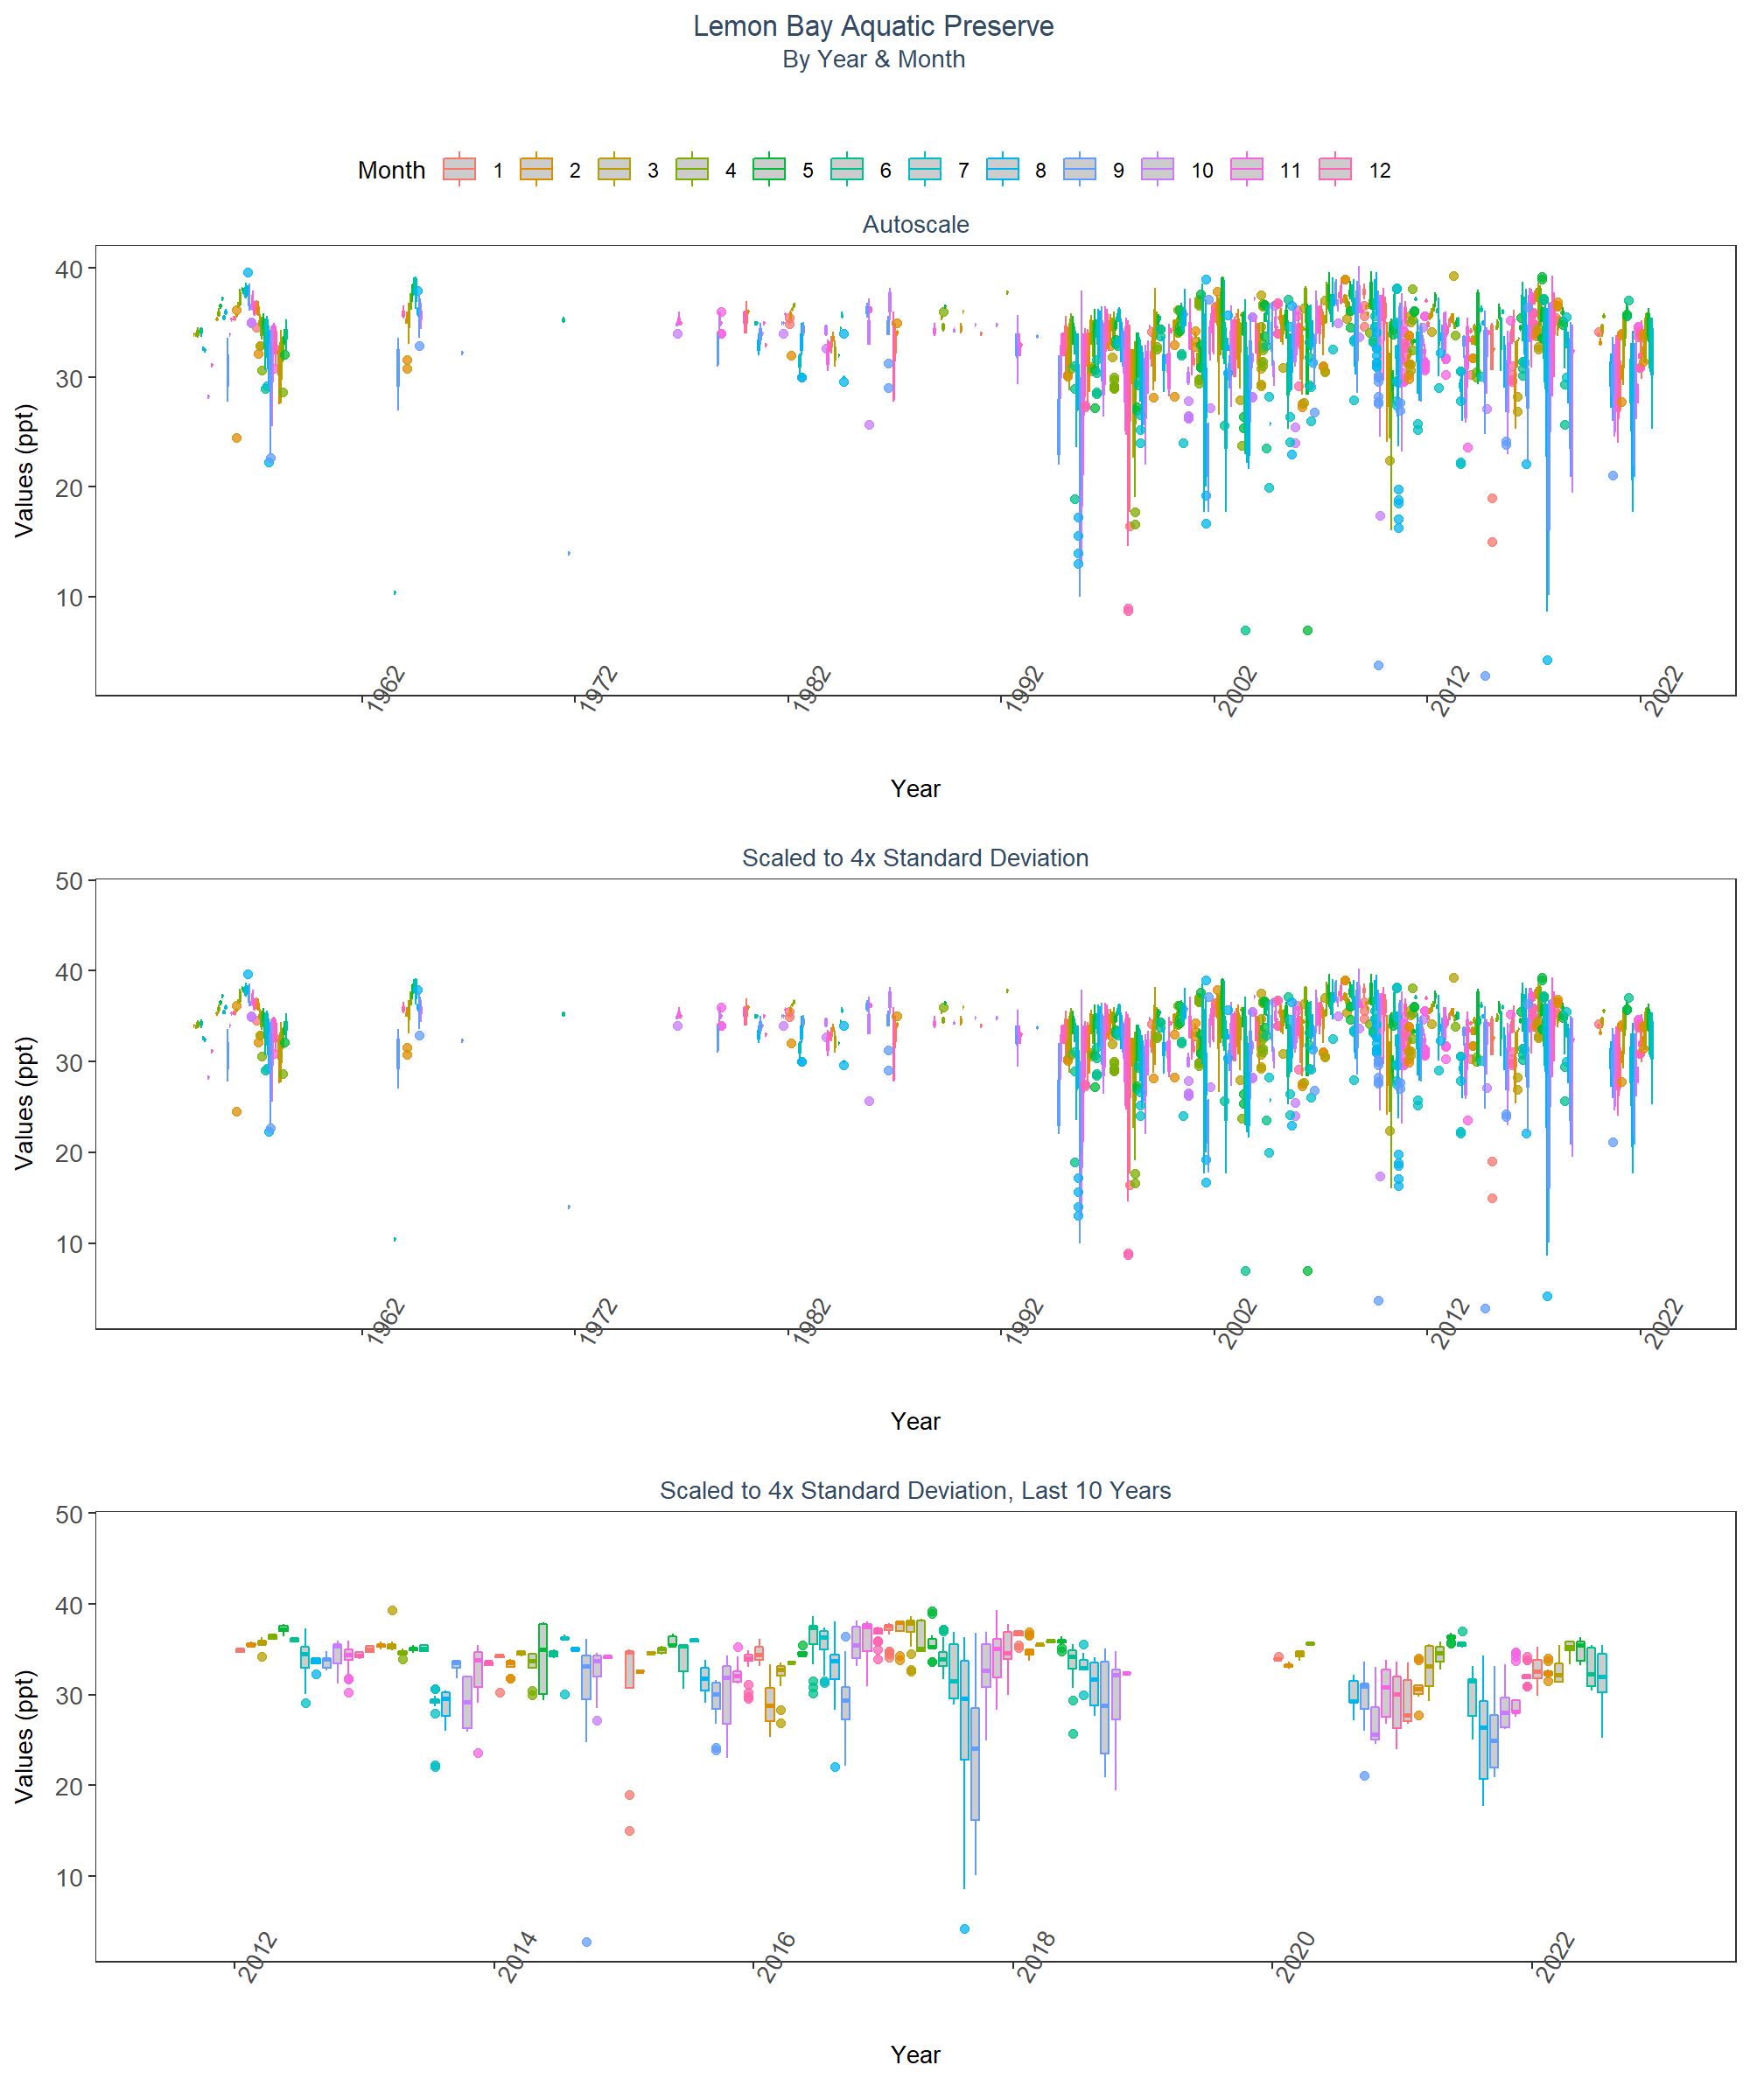 Lemon Bay Aquatic Preserve
By Year & Month
Month 1 2 3 4 5 6 7 8 9 10 11 12
Autoscale
40
30
20
10
Values (ppt)
1962 1972 1982 1992 2002 2012 2022
Year
Scaled to 4x Standard Deviation
50
40
30
20
10
Values (ppt)
1962 1972 1982 1992 2002 2012 2022
Year
Scaled to 4x Standard Deviation, Last 10 Years
50
40
30
20
10
Values (ppt)
2012 2014 2016 2018 2020 2022
Year